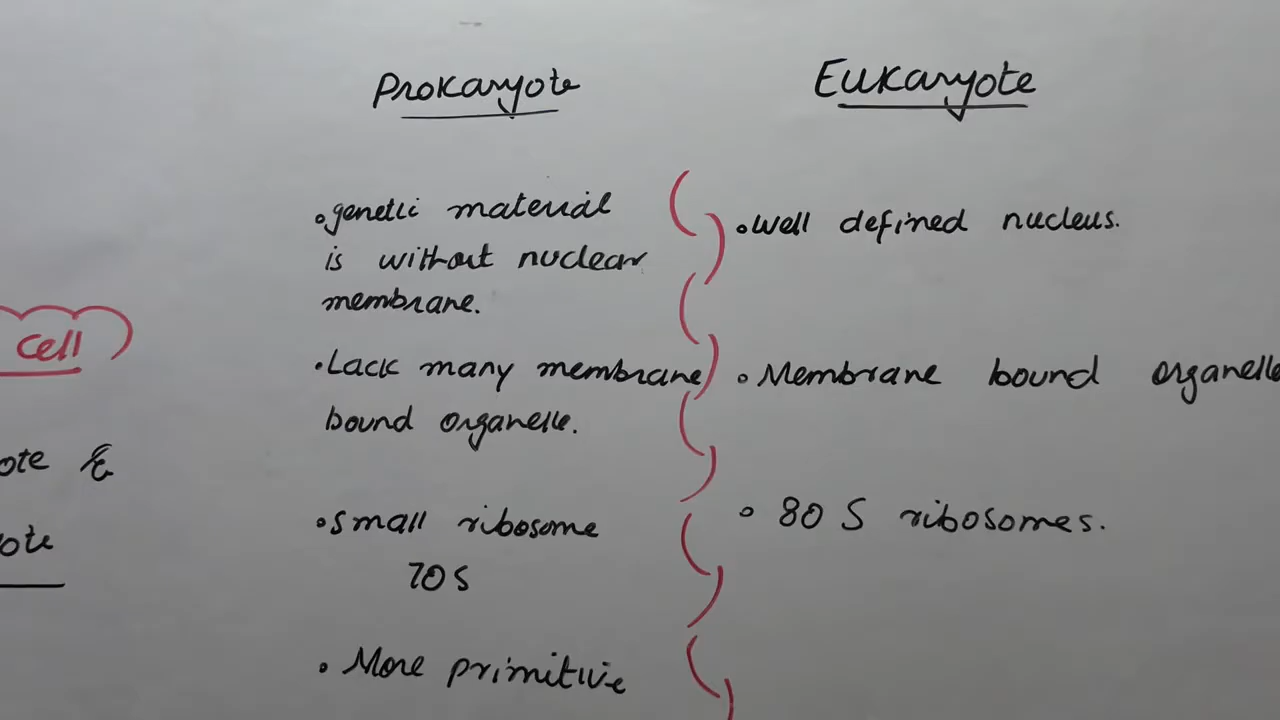 Prokaryote
Eukaryote
cell
ote &
ote
• genetic material
is without nuclear
membrane.
• Lack many membrane
bound organelle.
• small ribosome
70 S
• More primitive
• well defined nucleus.
• Membrane bound organelle
• 80 S ribosomes.